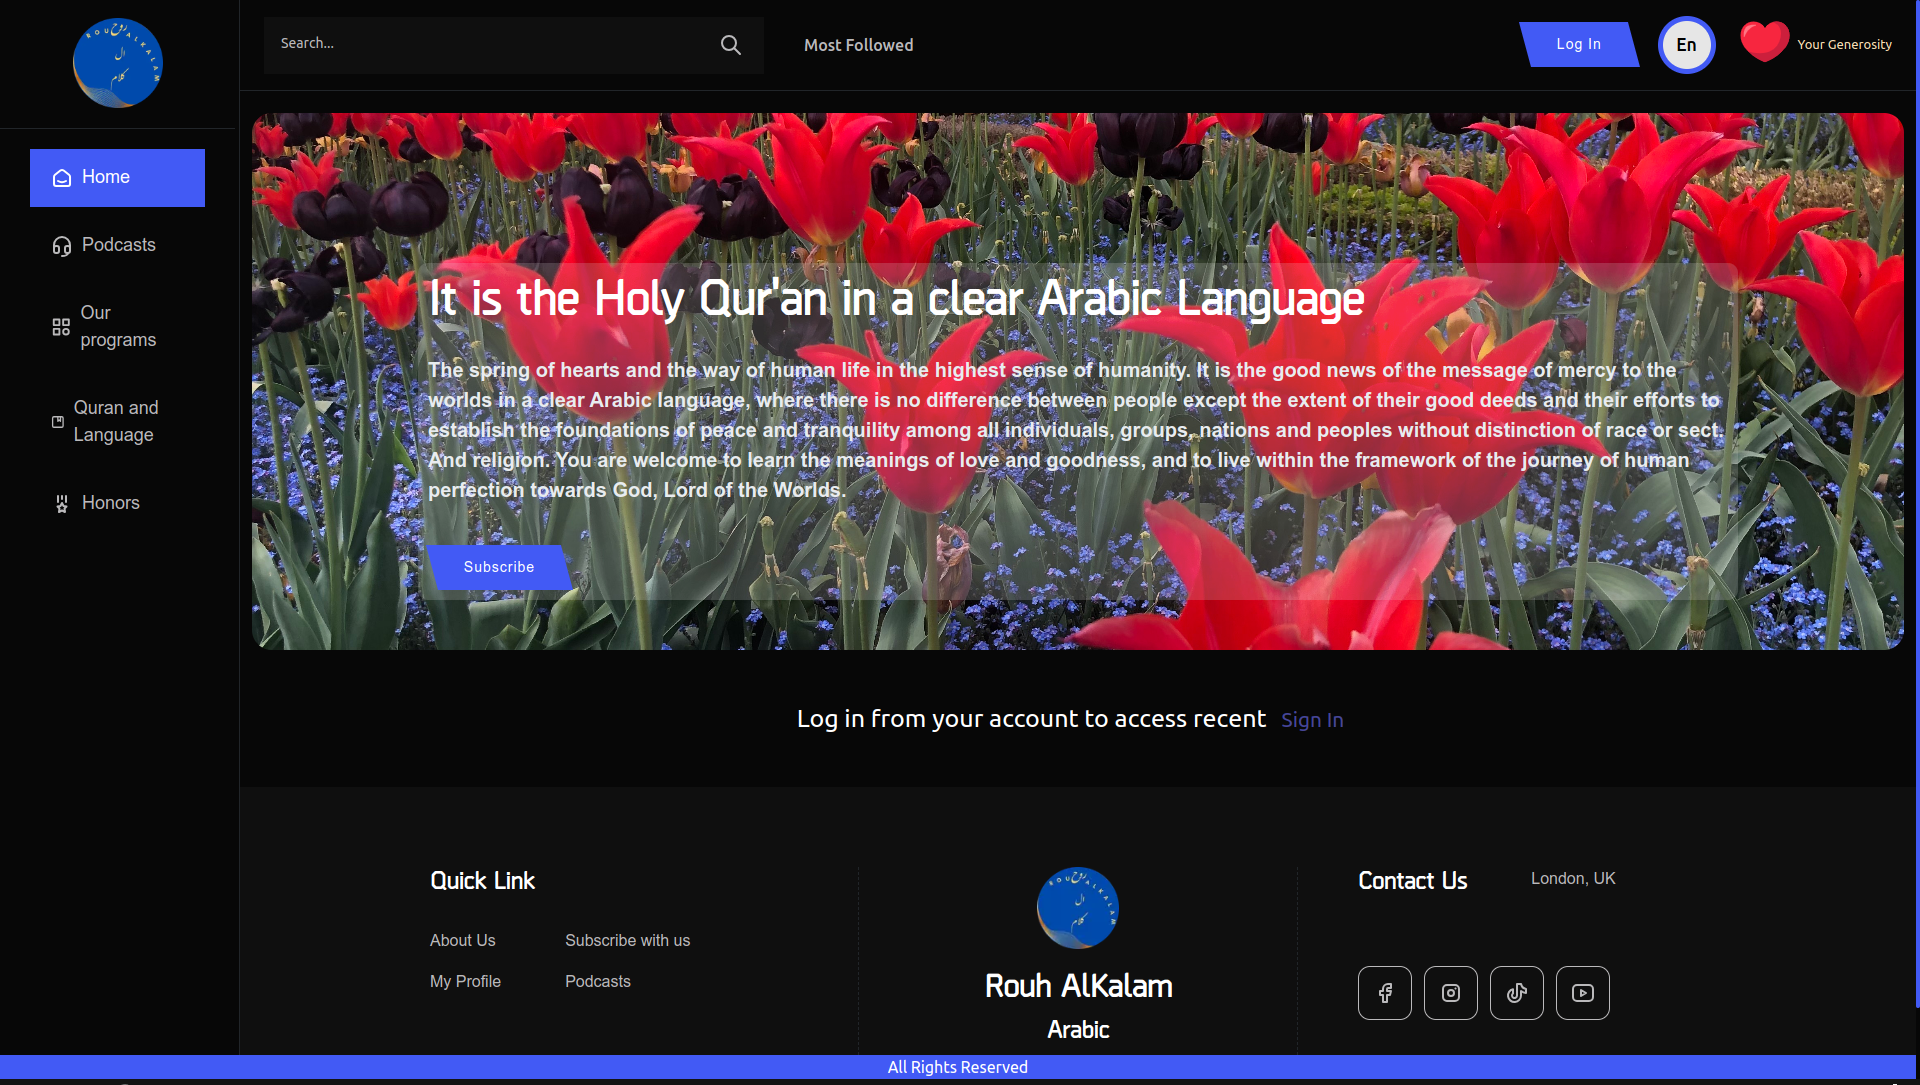 روح
ROUHALKALAM
ال
كلام
Search...
Most Followed
Log In
En
Your Generosity
Home
Podcasts
Our
programs
Quran and
Language
Honors
It is the Holy Qur'an in a clear Arabic Language
The spring of hearts and the way of human life in the highest sense of humanity. It is the good news of the message of mercy to the
worlds in a clear Arabic language, where there is no difference between people except the extent of their good deeds and their efforts to
establish the foundations of peace and tranquility among all individuals, groups, nations and peoples without distinction of race or sect.
And religion. You are welcome to learn the meanings of love and goodness, and to live within the framework of the journey of human
perfection towards God, Lord of the Worlds.
Subscribe
Log in from your account to access recent Sign In
Quick Link
About Us
Subscribe with us
My Profile
Podcasts
روح
ROUHALKALAM
ال
كلام
Rouh AlKalam
Arabic
Contact Us
London, UK
All Rights Reserved